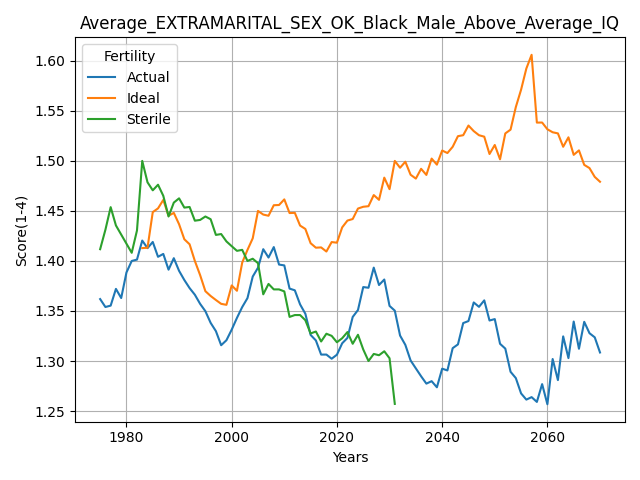 Average_EXTRAMARITAL_SEX_OK_Black_Male_Above_Average_IQ
Fertility
Actual
Ideal
Sterile
Score(1-4)
1.60
1.55
1.50
1.45
1.40
1.35
1.30
1.25
1980 2000 2020 2040 2060
Years